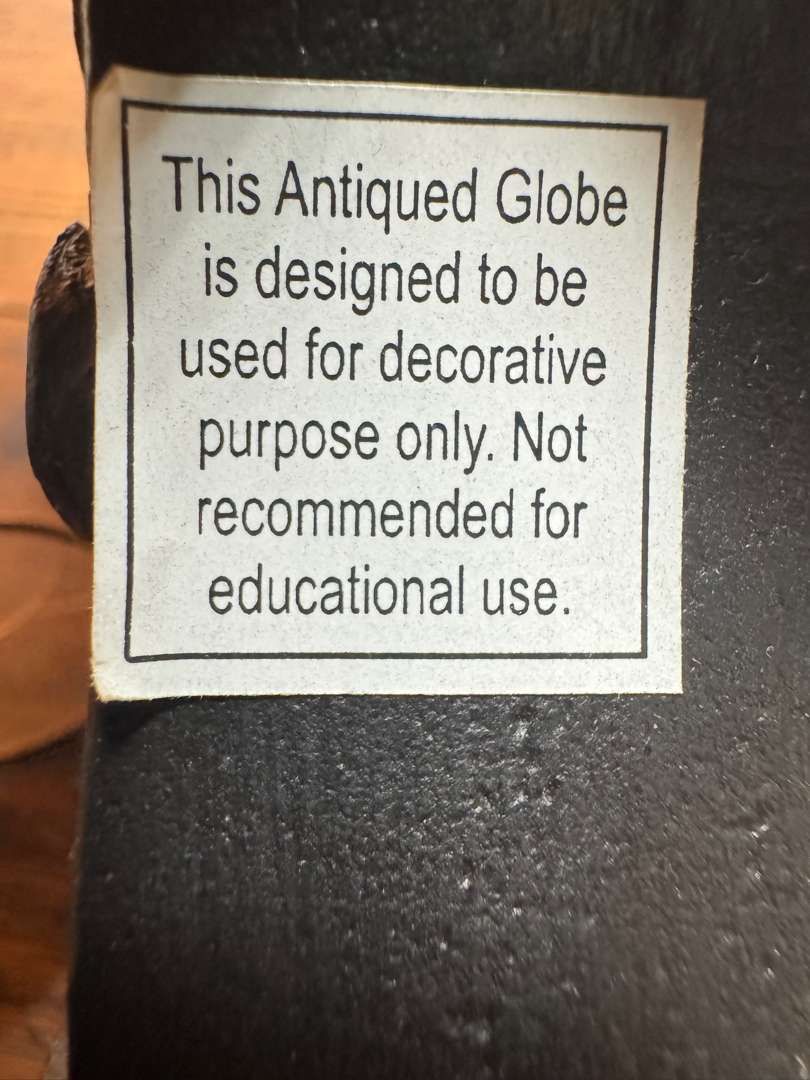 This Antiqued Globe
is designed to be
used for decorative
purpose only. Not
recommended for
educational use.